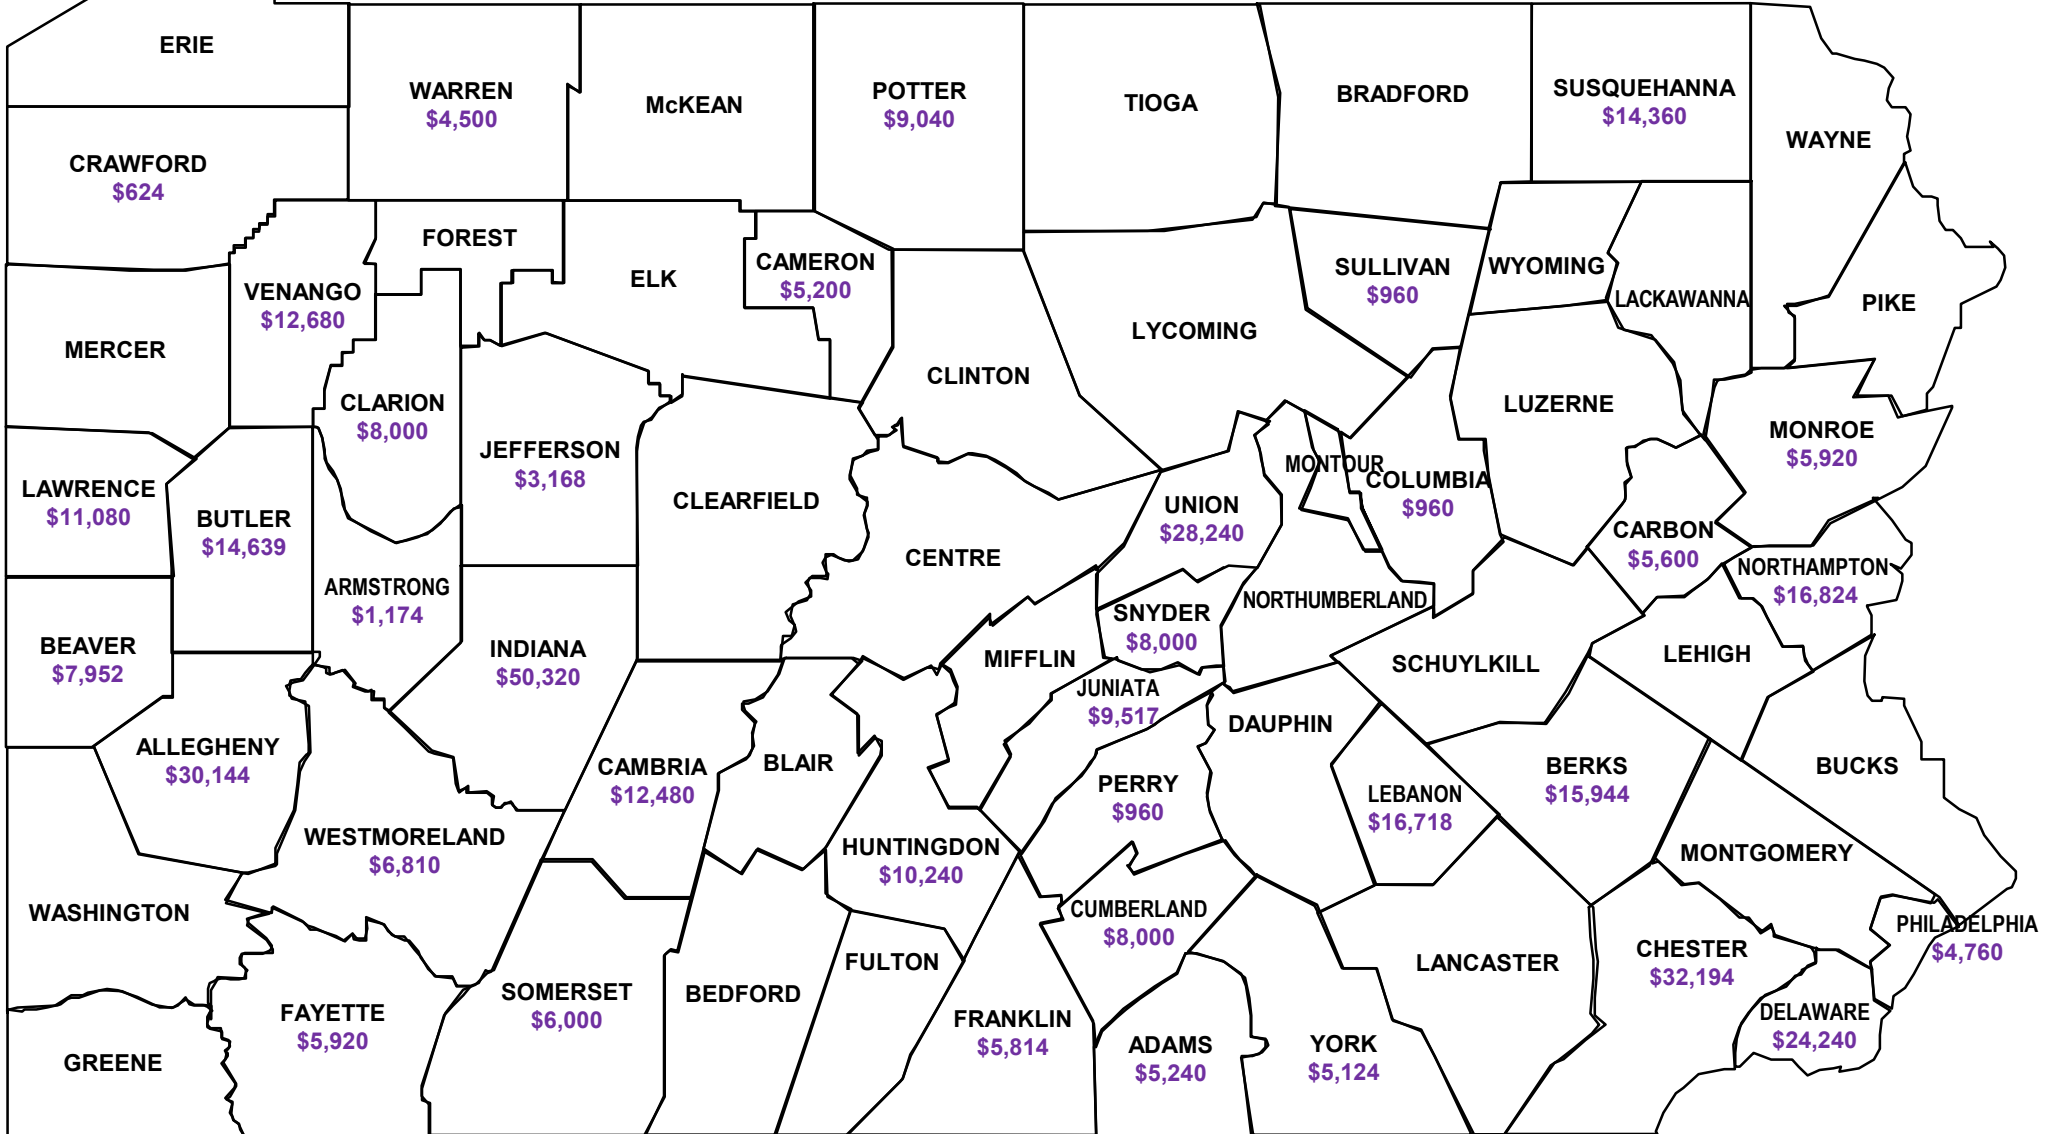 ERIE
WARREN
$4,500
McKEAN
POTTER
$9,040
TIOGA
BRADFORD
SUSQUEHANNA
$14,360
WAYNE
CRAWFORD
$624
FOREST
VENANGO
$12,680
ELK
CAMERON
$5,200
SULLIVAN
$960
WYOMING
LACKAWANNA
PIKE
MERCER
LYCOMING
CLINTON
CLARION
$8,000
LUZERNE
MONROE
$5,920
JEFFERSON
$3,168
MONTOUR
COLUMBIA
$960
LAWRENCE
$11,080
BUTLER
$14,639
CLEARFIELD
UNION
$28,240
CARBON
$5,600
CENTRE
NORTHAMPTON
$16,824
ARMSTRONG
$1,174
NORTHUMBERLAND
SNYDER
$8,000
BEAVER
$7,952
INDIANA
$50,320
MIFFLIN
SCHUYLKILL
LEHIGH
JUNIATA
$9,517
DAUPHIN
ALLEGHENY
$30,144
CAMBRIA
$12,480
BLAIR
PERRY
$960
LEBANON
$16,718
BERKS
$15,944
BUCKS
WESTMORELAND
$6,810
HUNTINGDON
$10,240
MONTGOMERY
WASHINGTON
CUMBERLAND
$8,000
PHILADELPHIA
$4,760
FULTON
LANCASTER
CHESTER
$32,194
SOMERSET
$6,000
BEDFORD
FAYETTE
$5,920
FRANKLIN
$5,814
DELAWARE
$24,240
GREENE
ADAMS
$5,240
YORK
$5,124